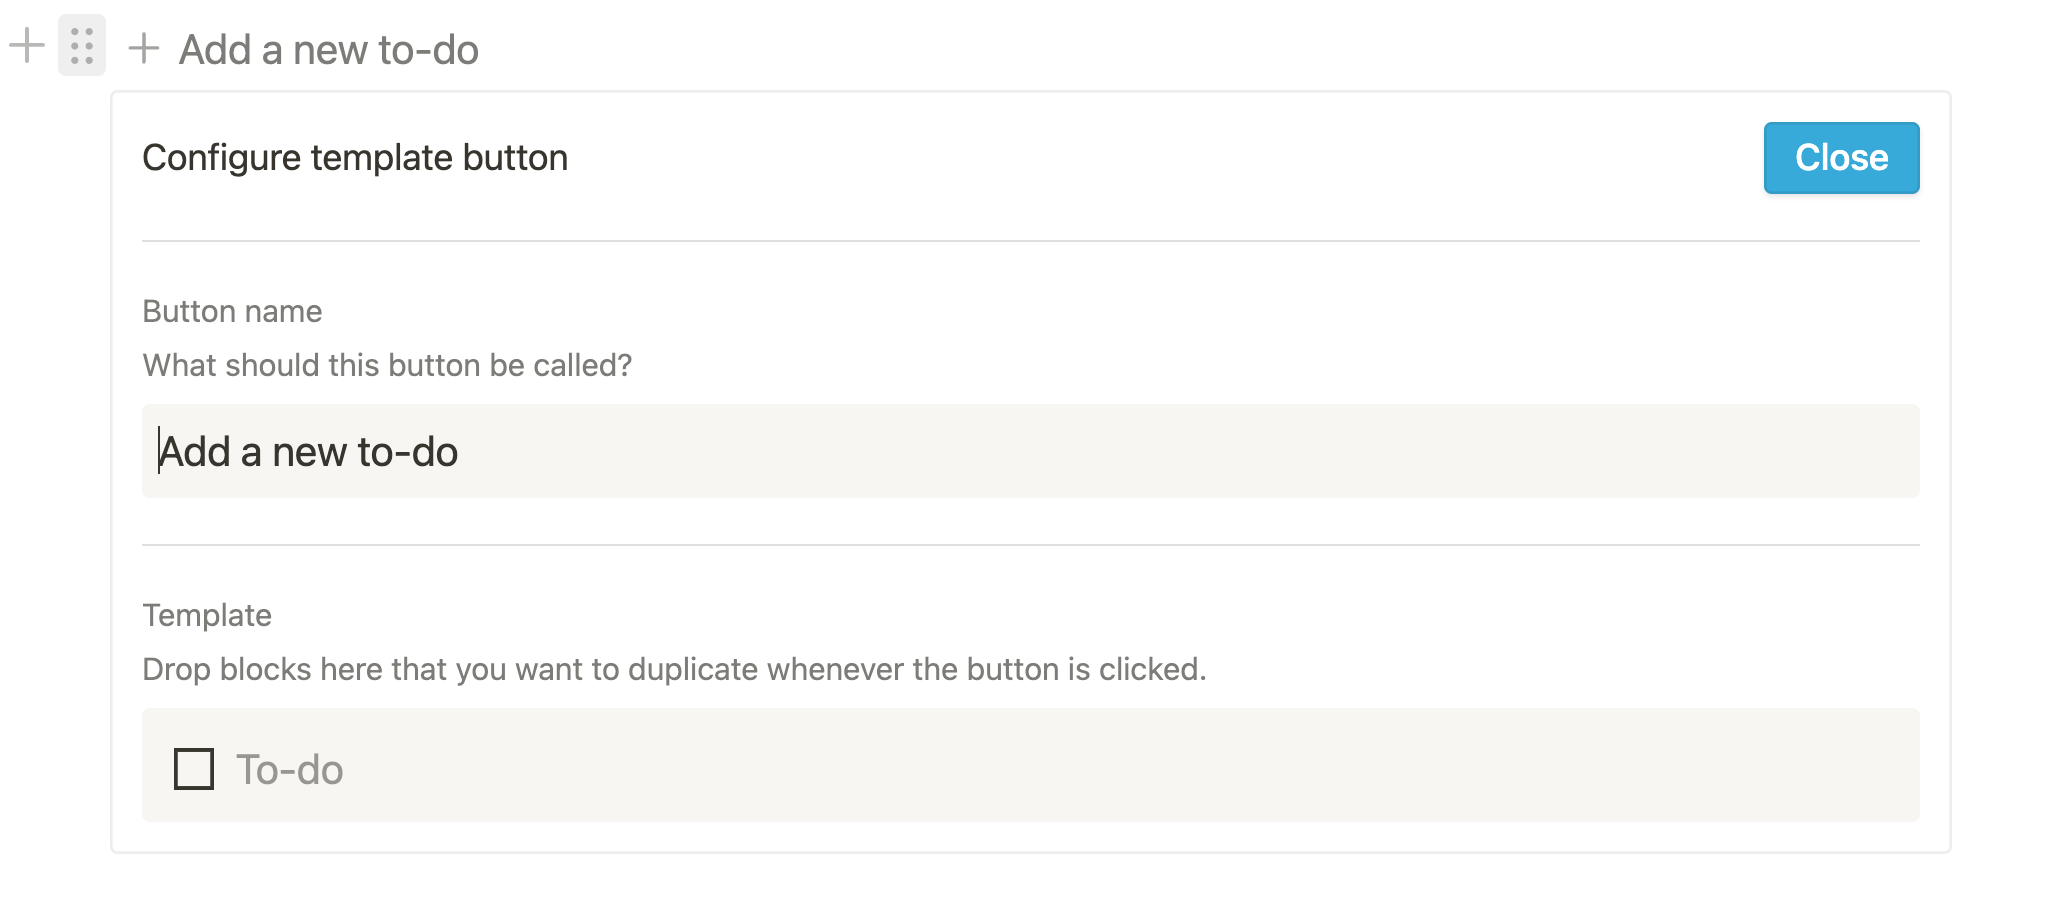 Add a new to-do
Configure template button
Close
Button name
What should this button be called?
Add a new to-do
Template
Drop blocks here that you want to duplicate whenever the button is clicked.
To-do